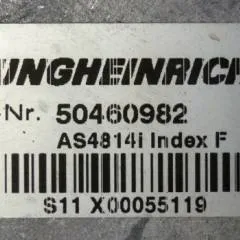 UNGHEINRICH
-Nr. 50460982
AS4814i Index F
S11 X00055119